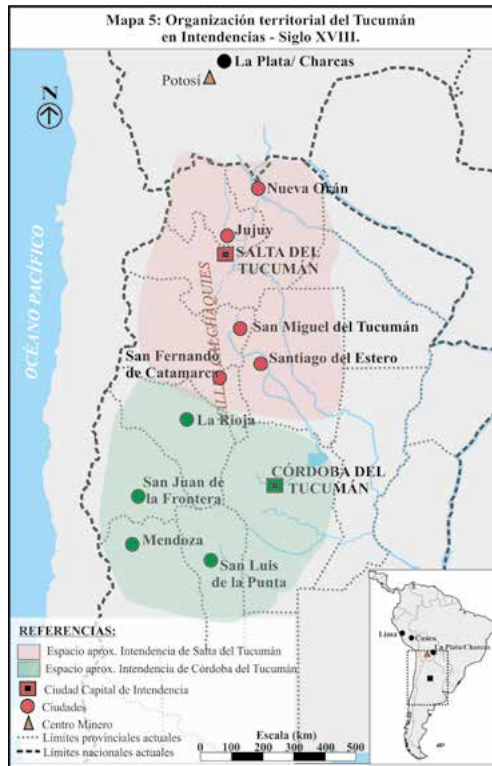 Mapa 5: Organización territorial del Tucumán
en Intendencias - Siglo XVIII.
La Plata/ Charcas
Potosí
N
Nueva Orán
Jujuy
SALTA DEL
TUCUMÁN
VALLES CALCHAQUIES
OCÉANO PACÍFICO
San Miguel del Tucumán
San Fernando
de Catamarca
Santiago del Estero
La Rioja
CÓRDOBA DEL
TUCUMÁN
San Juan de
la Frontera
Mendoza
San Luis
de la Punta
REFERENCIAS:
Espacio aprox. Intendencia de Salta del Tucumán
Espacio aprox. Intendencia de Córdoba del Tucumán
Ciudad Capital de Intendencia
Ciudades
Centro Minero
Límites provinciales actuales
Límites nacionales actuales
Escala (km)
0 100 200 300 400 500
Lima
Cusco
La Plata/Charcas